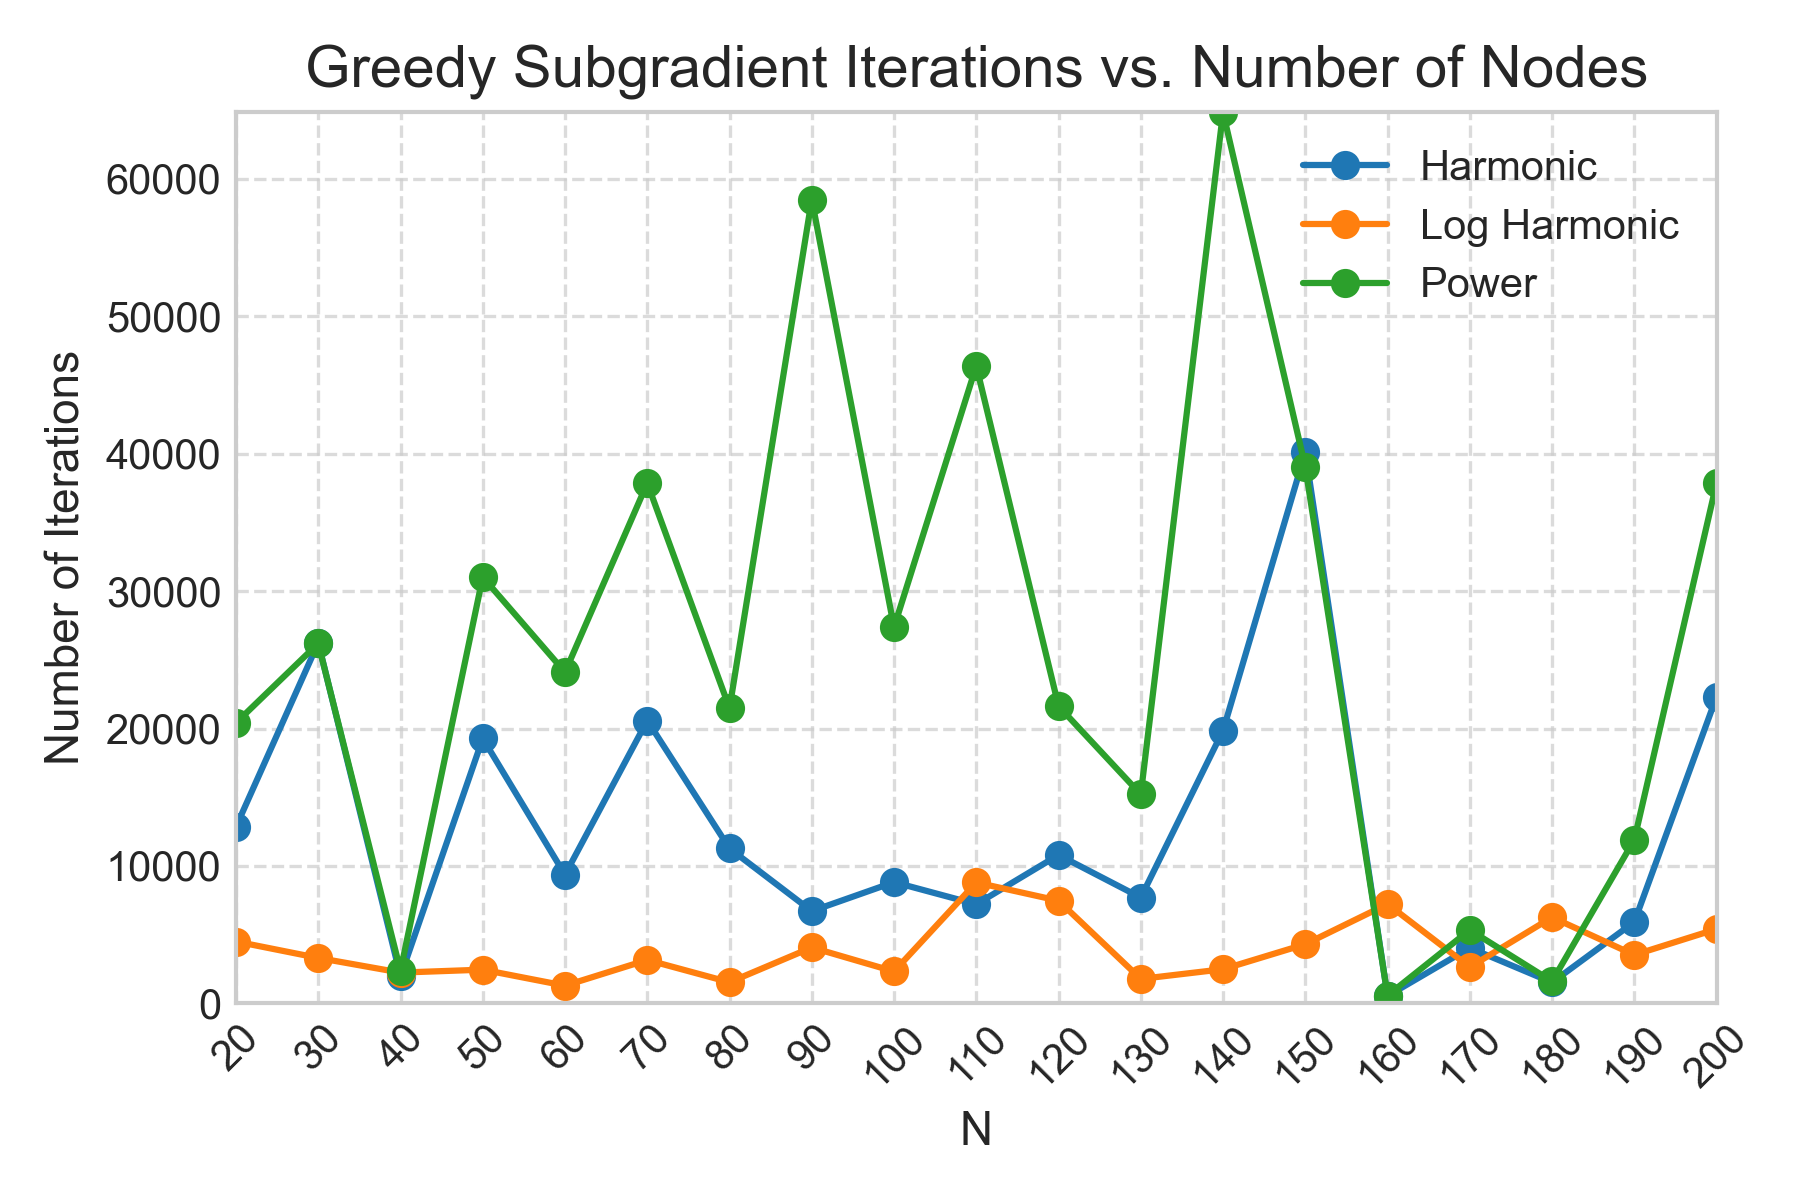 Greedy Subgradient Iterations vs. Number of Nodes
Harmonic
Log Harmonic
Power
Number of Iterations
60000
50000
40000
30000
20000
10000
0
20 30 40 50 60 70 80 90 100 110 120 130 140 150 160 170 180 190 200
N